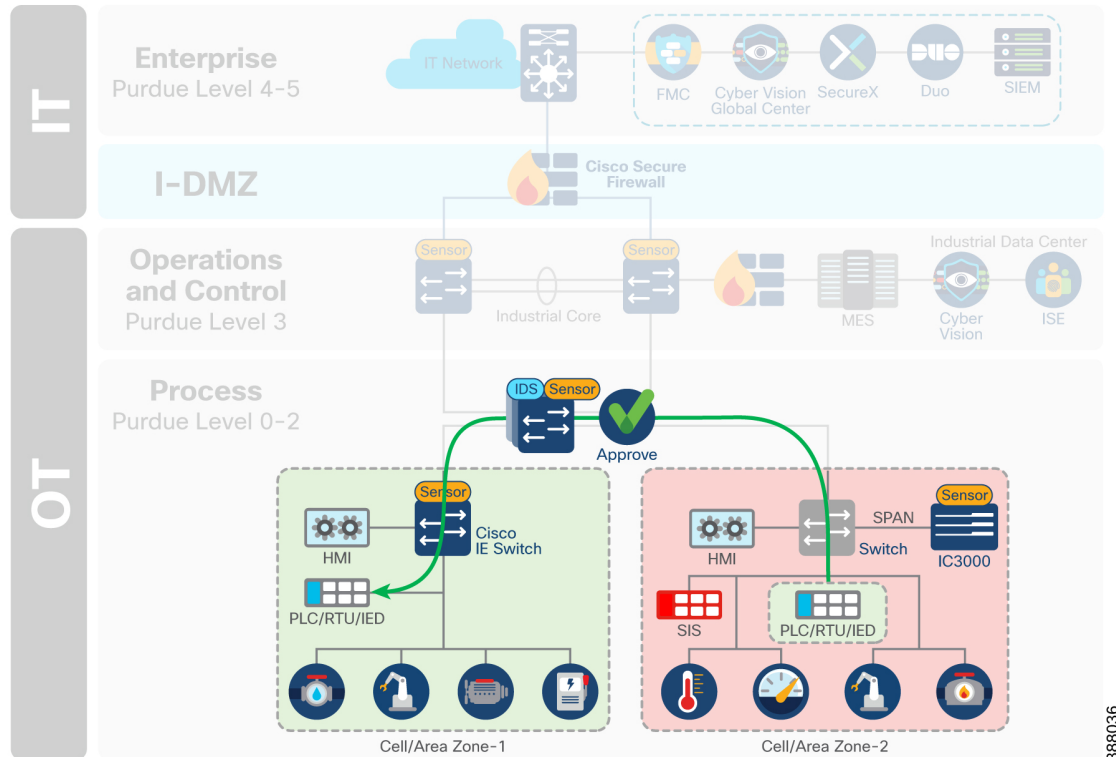 IT
Enterprise
Purdue Level 4-5
IT Network
FMC
Cyber Vision
Global Center
SecureX
Duo
SIEM
I-DMZ
Cisco Secure
Firewall
OT
Operations
and Control
Purdue Level 3
Sensor
Sensor
Industrial Core
Industrial Data Center
MES
Cyber
Vision
ISE
Process
Purdue Level 0-2
IDS
Sensor
Approve
Sensor
HMI
Cisco
IE Switch
PLC/RTU/IED
Cell/Area Zone-1
HMI
Switch
SPAN
Sensor
IC3000
SIS
PLC/RTU/IED
Cell/Area Zone-2
388036